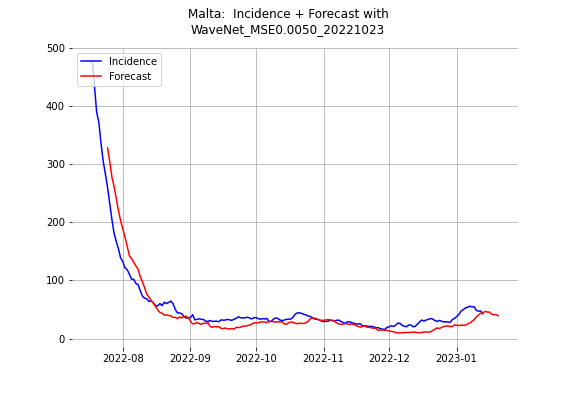 Malta:  Incidence + Forecast with
WaveNet_MSE0.0050_20221023
500
Incidence
Forecast
400
300
200
100
0
2022-08 2022-09 2022-10 2022-11 2022-12 2023-01